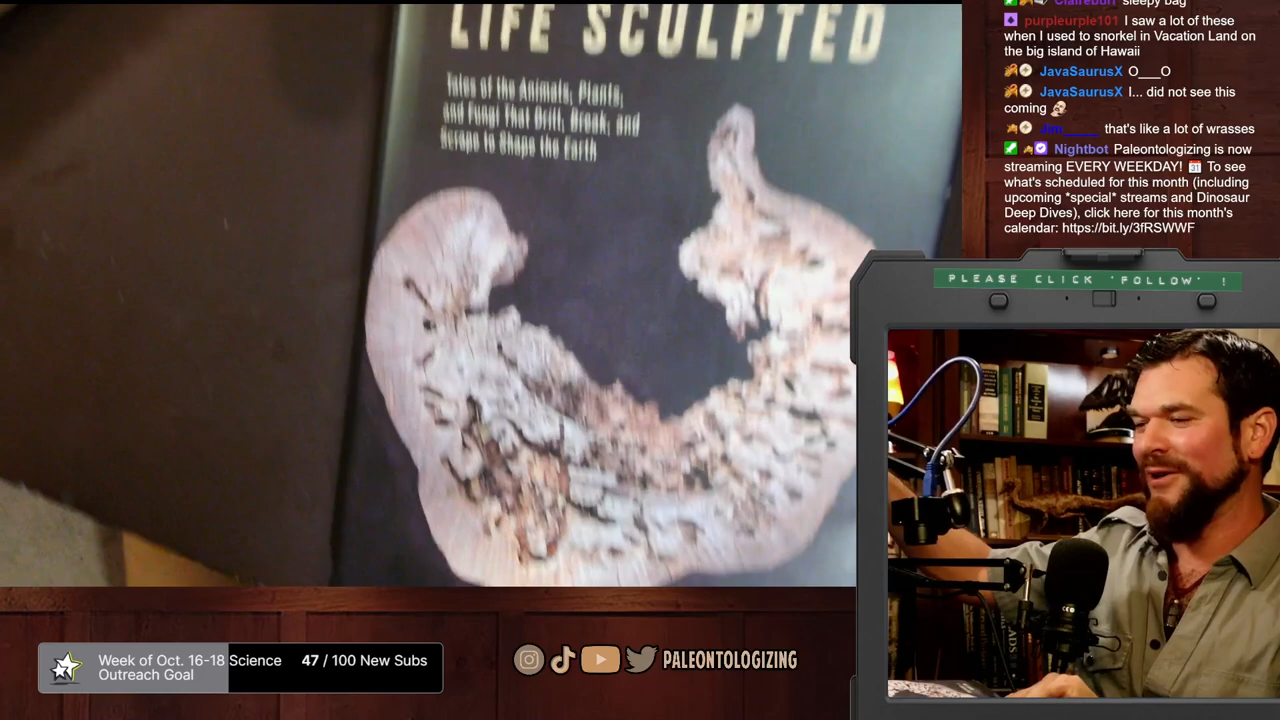 LIFE SCULPTED
Tales of the Animals, Plants,
and Fungi That Drill, Break, and
Scrape to Shape the Earth
sleepy bag
purpleurple101 I saw a lot of these
when I used to snorkel in Vacation Land on
the big island of Hawaii
JavaSaurusX O___O
JavaSaurusX I... did not see this
coming
that's like a lot of wrasses
Nightbot Paleontologizing is now
streaming EVERY WEEKDAY! To see
what's scheduled for this month (including
upcoming *special* streams and Dinosaur
Deep Dives), click here for this month's
calendar: https://bit.ly/3fRSWWF
PLEASE CLICK 'FOLLOW' !
Week of Oct. 16-18 Science
Outreach Goal
47 / 100 New Subs
PALEONTOLOGIZING